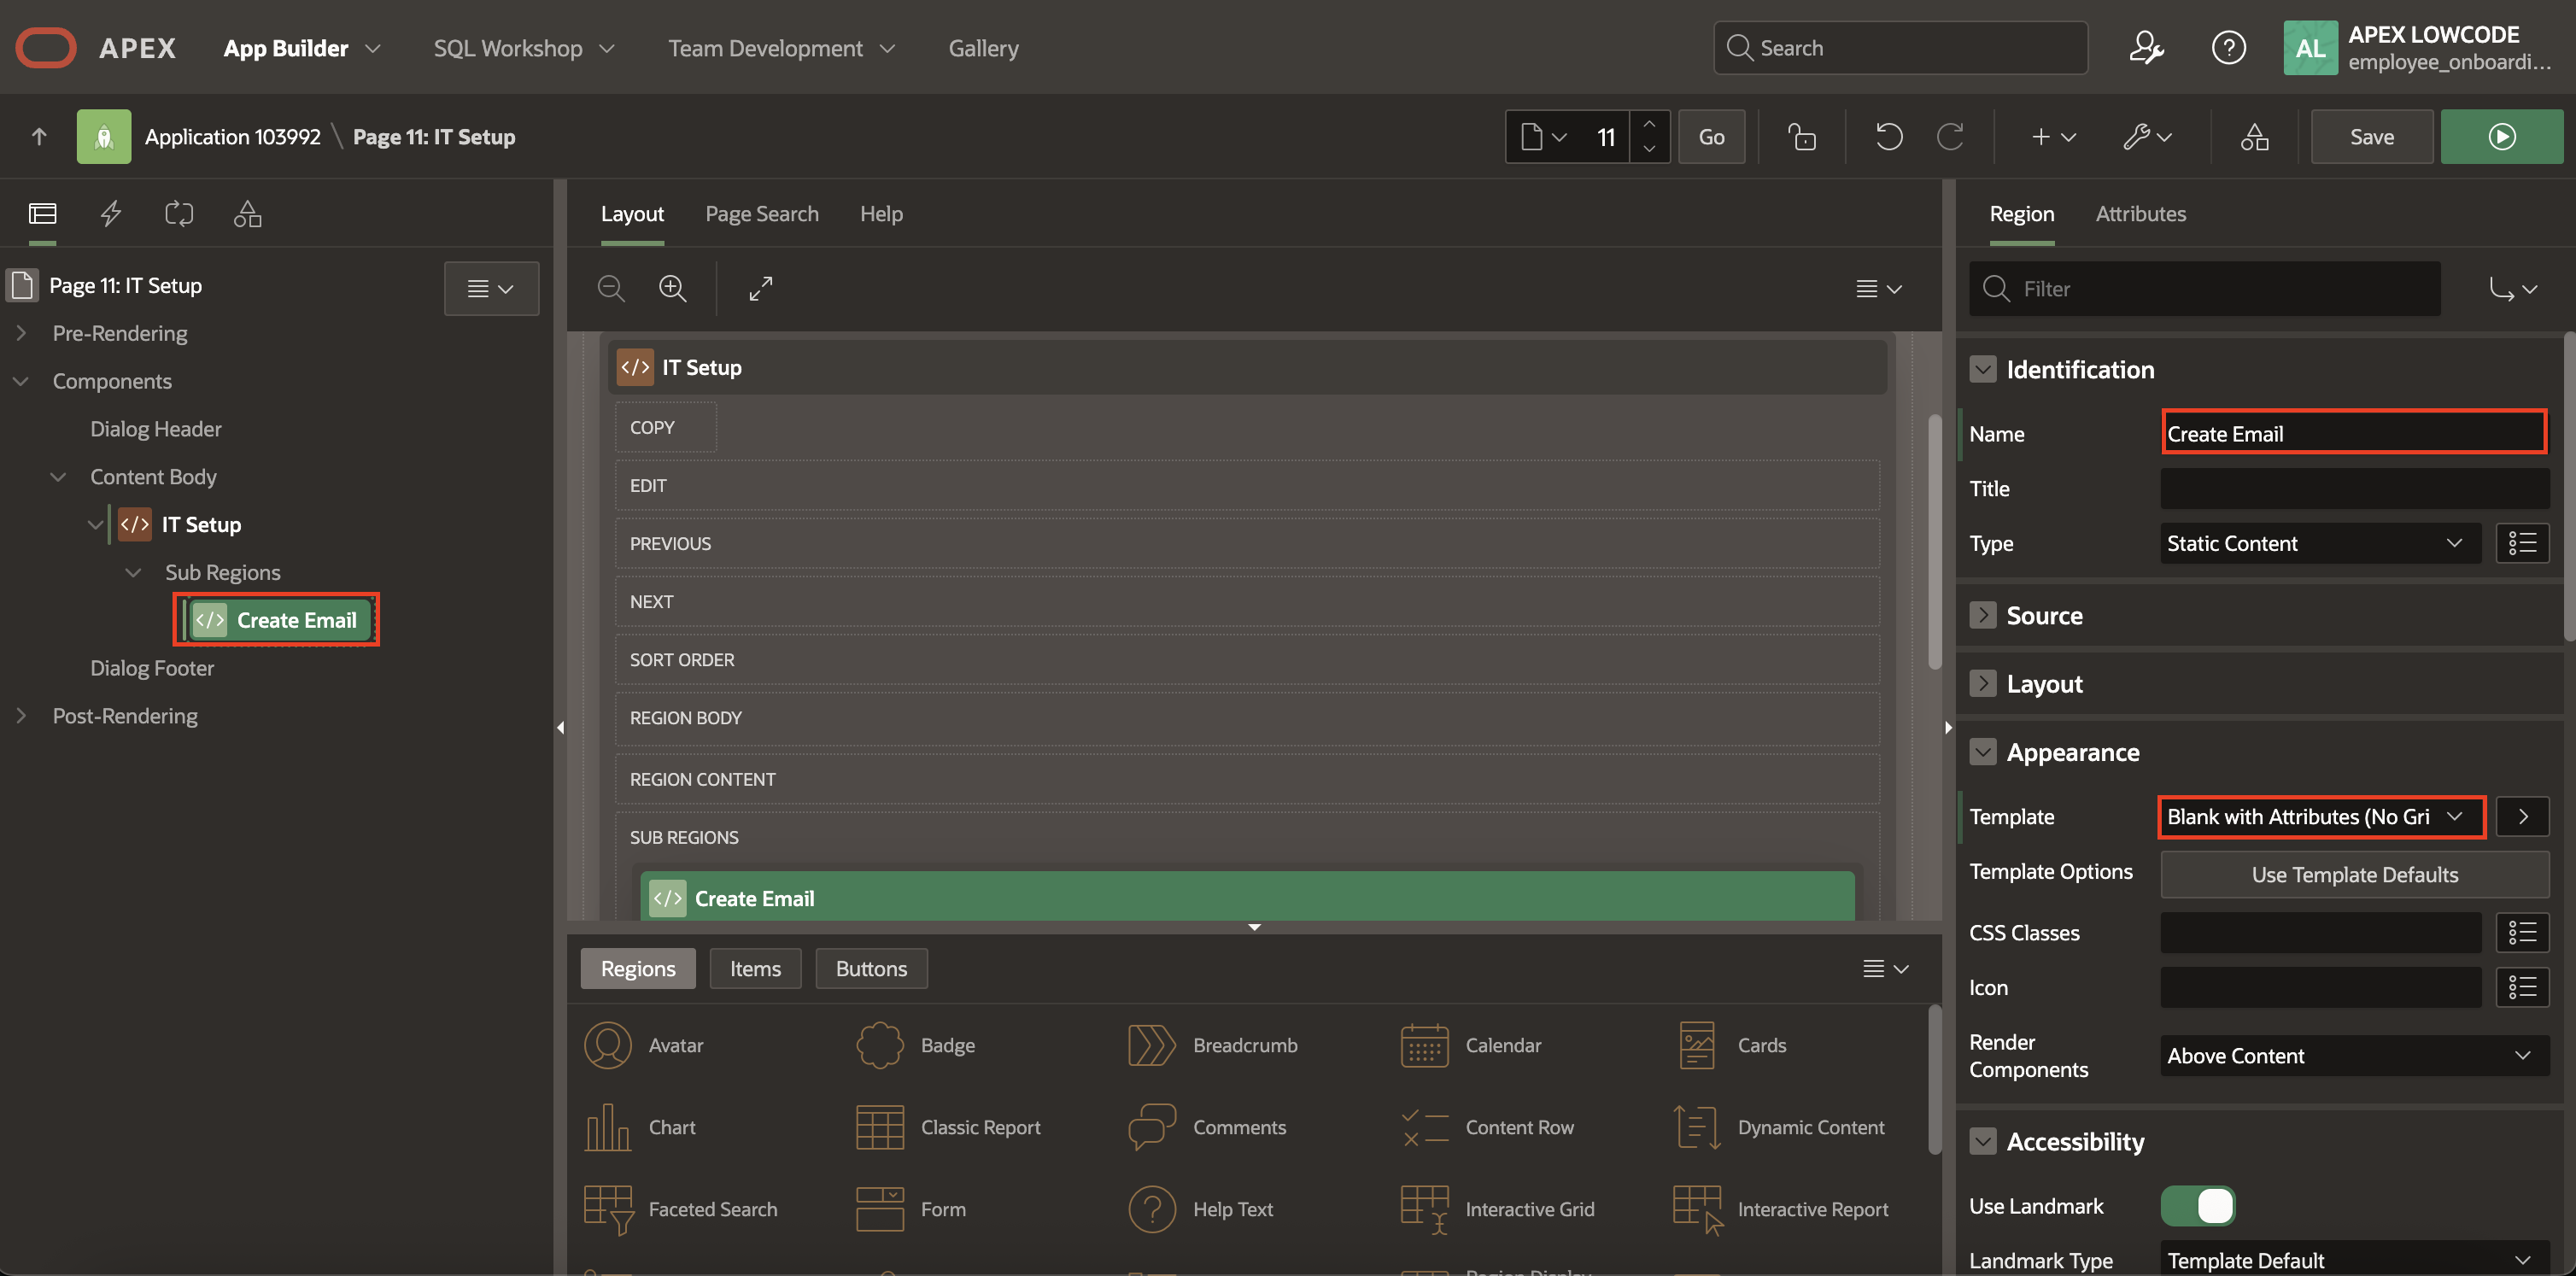 APEX
App Builder
SQL Workshop
Team Development
Gallery
Search
AL
APEX LOWCODE
employee_onboardi...
Application 103992 \ Page 11: IT Setup
11
Go
Save
Layout
Page Search
Help
Region
Attributes
Page 11: IT Setup
Pre-Rendering
Components
Dialog Header
Content Body
</> IT Setup
Sub Regions
</> Create Email
Dialog Footer
Post-Rendering
</> IT Setup
COPY
EDIT
PREVIOUS
NEXT
SORT ORDER
REGION BODY
REGION CONTENT
SUB REGIONS
</> Create Email
Regions
Items
Buttons
Avatar
Badge
Breadcrumb
Calendar
Cards
Chart
Classic Report
Comments
Content Row
Dynamic Content
Faceted Search
Form
Help Text
Interactive Grid
Interactive Report
Region Display
Filter
Identification
Name
Create Email
Title
Type
Static Content
Source
Layout
Appearance
Template
Blank with Attributes (No Gri
Template Options
Use Template Defaults
CSS Classes
Icon
Render
Components
Above Content
Accessibility
Use Landmark
Landmark Type
Template Default